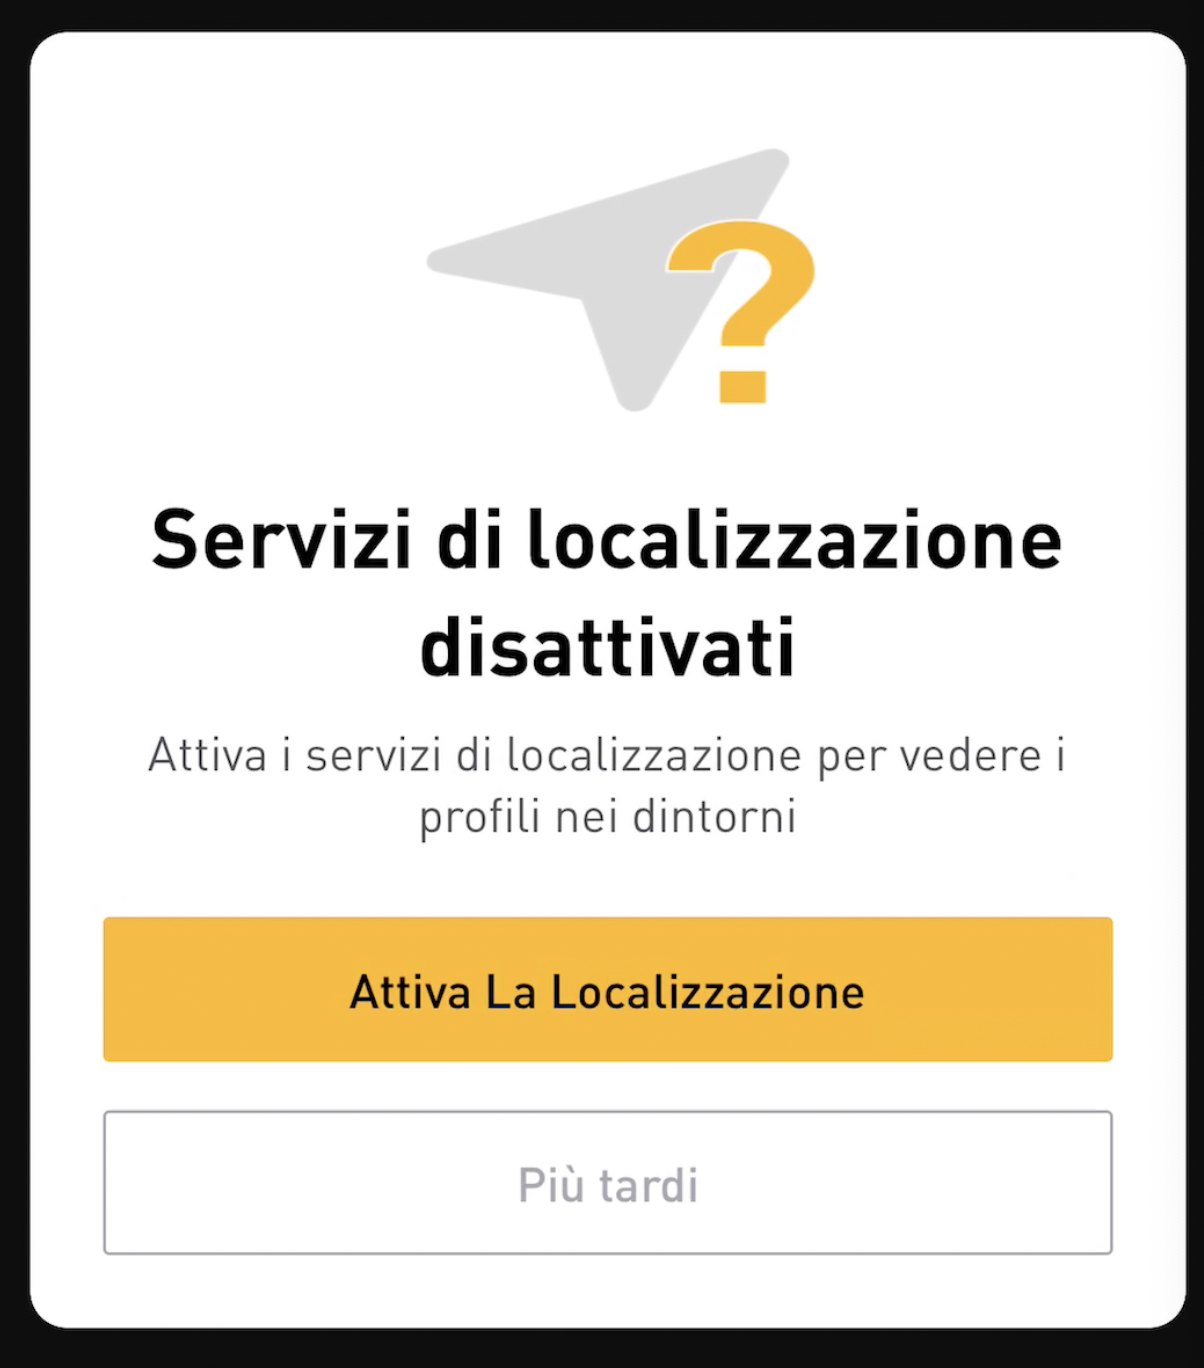 Servizi di localizzazione
disattivati
Attiva i servizi di localizzazione per vedere i
profili nei dintorni
Attiva La Localizzazione
Più tardi